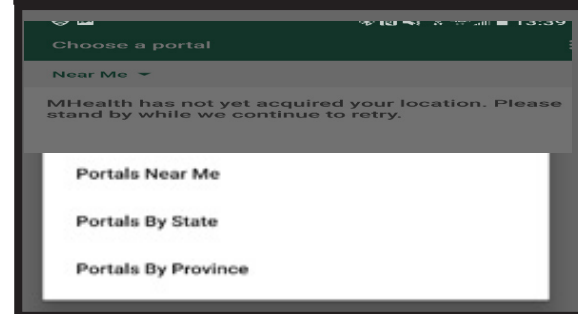 13:39
Choose a portal
Near Me
MHealth has not yet acquired your location. Please
stand by while we continue to retry.
Portals Near Me
Portals By State
Portals By Province